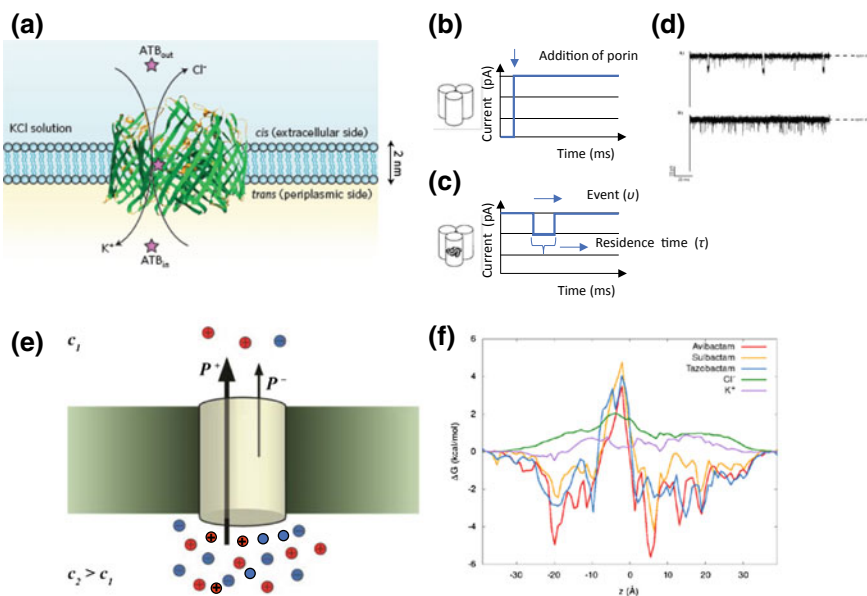 (a)
ATB_out
Cl⁻
KCl solution
cis (extracellular side)
trans (periplasmic side)
2 nm
K⁺
ATB_in
(b)
Addition of porin
Current (pA)
Time (ms)
(c)
Event (υ)
Current (pA)
Residence time (τ)
Time (ms)
(d)
(e)
c₁
P⁺
P⁻
c₂ > c₁
(f)
Avibactam
Sulbactam
Tazobactam
Cl⁻
K⁺
ΔG (kcal/mol)
6
4
2
0
-2
-4
-6
-30
-20
-10
0
10
20
30
z (Å)